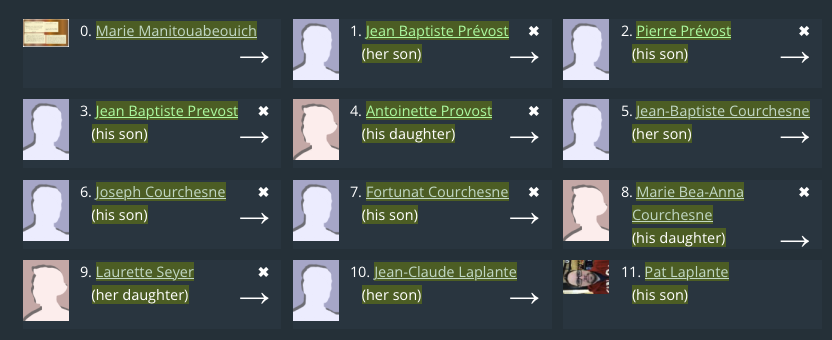 0. Marie Manitouabeouich
→
1. Jean Baptiste Prévost ✖
(her son)
→
2. Pierre Prévost ✖
(his son)
→
3. Jean Baptiste Prevost ✖
(his son)
→
4. Antoinette Provost ✖
(his daughter)
→
5. Jean-Baptiste Courchesne
(her son)
→
6. Joseph Courchesne ✖
(his son)
→
7. Fortunat Courchesne ✖
(his son)
→
8. Marie Bea-Anna ✖
Courchesne
(his daughter)
→
9. Laurette Seyer ✖
(her daughter)
→
10. Jean-Claude Laplante
(her son)
→
11. Pat Laplante
(his son)